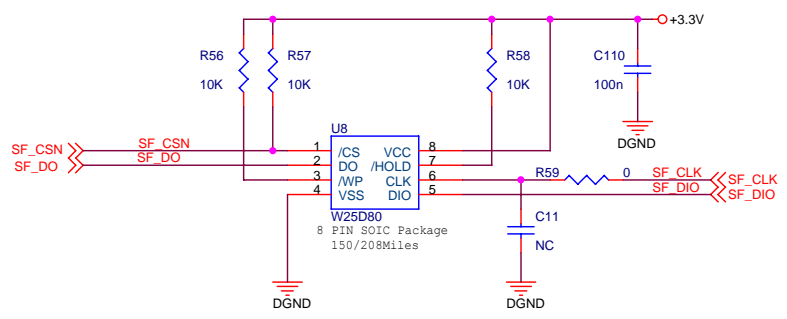 +3.3V
R56
R57
R58
C110
10K
10K
10K
100n
DGND
U8
SF_CSN
SF_CSN
1
/CS
VCC
8
SF_DO
SF_DO
2
DO
/HOLD
7
3
/WP
CLK
6
R59
0
SF_CLK
SF_CLK
4
VSS
DIO
5
SF_DIO
SF_DIO
W25D80
8 PIN SOIC Package
150/208Miles
C11
NC
DGND
DGND